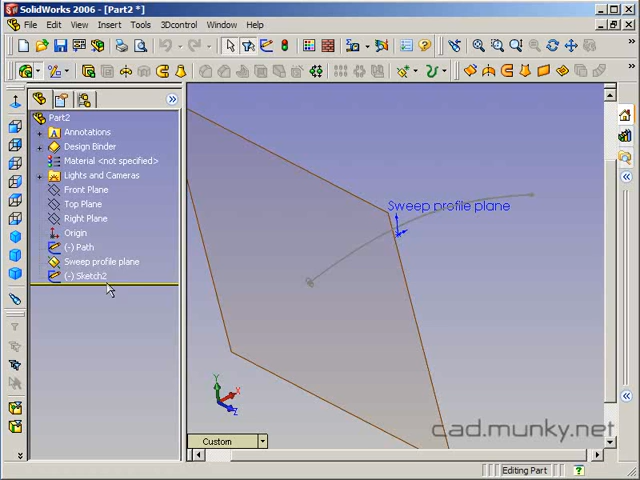 SolidWorks 2006 - [Part2 *]
File Edit View Insert Tools 3Dcontrol Window Help
Part2
Annotations
Design Binder
Material <not specified>
Lights and Cameras
Front Plane
Top Plane
Right Plane
Origin
(-) Path
Sweep profile plane
(-) Sketch2
Sweep profile plane
Y
X
Z
cad.munky.net
Custom
Editing Part